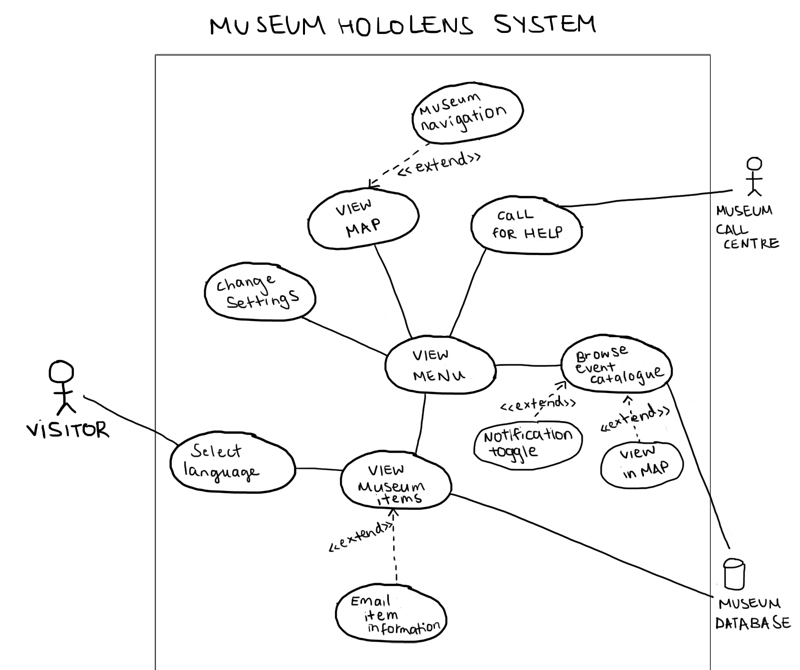 MUSEUM HOLOLENS SYSTEM
Museum
navigation
<<extend>>
VIEW
MAP
CALL
FOR HELP
MUSEUM
CALL
CENTRE
Change
Settings
VIEW
MENU
Browse
event
catalogue
<<extend>>
<<extend>>
VISITOR
Notification
toggle
VIEW
in MAP
Select
language
VIEW
Museum
items
<<extend>>
Email
item
information
MUSEUM
DATABASE